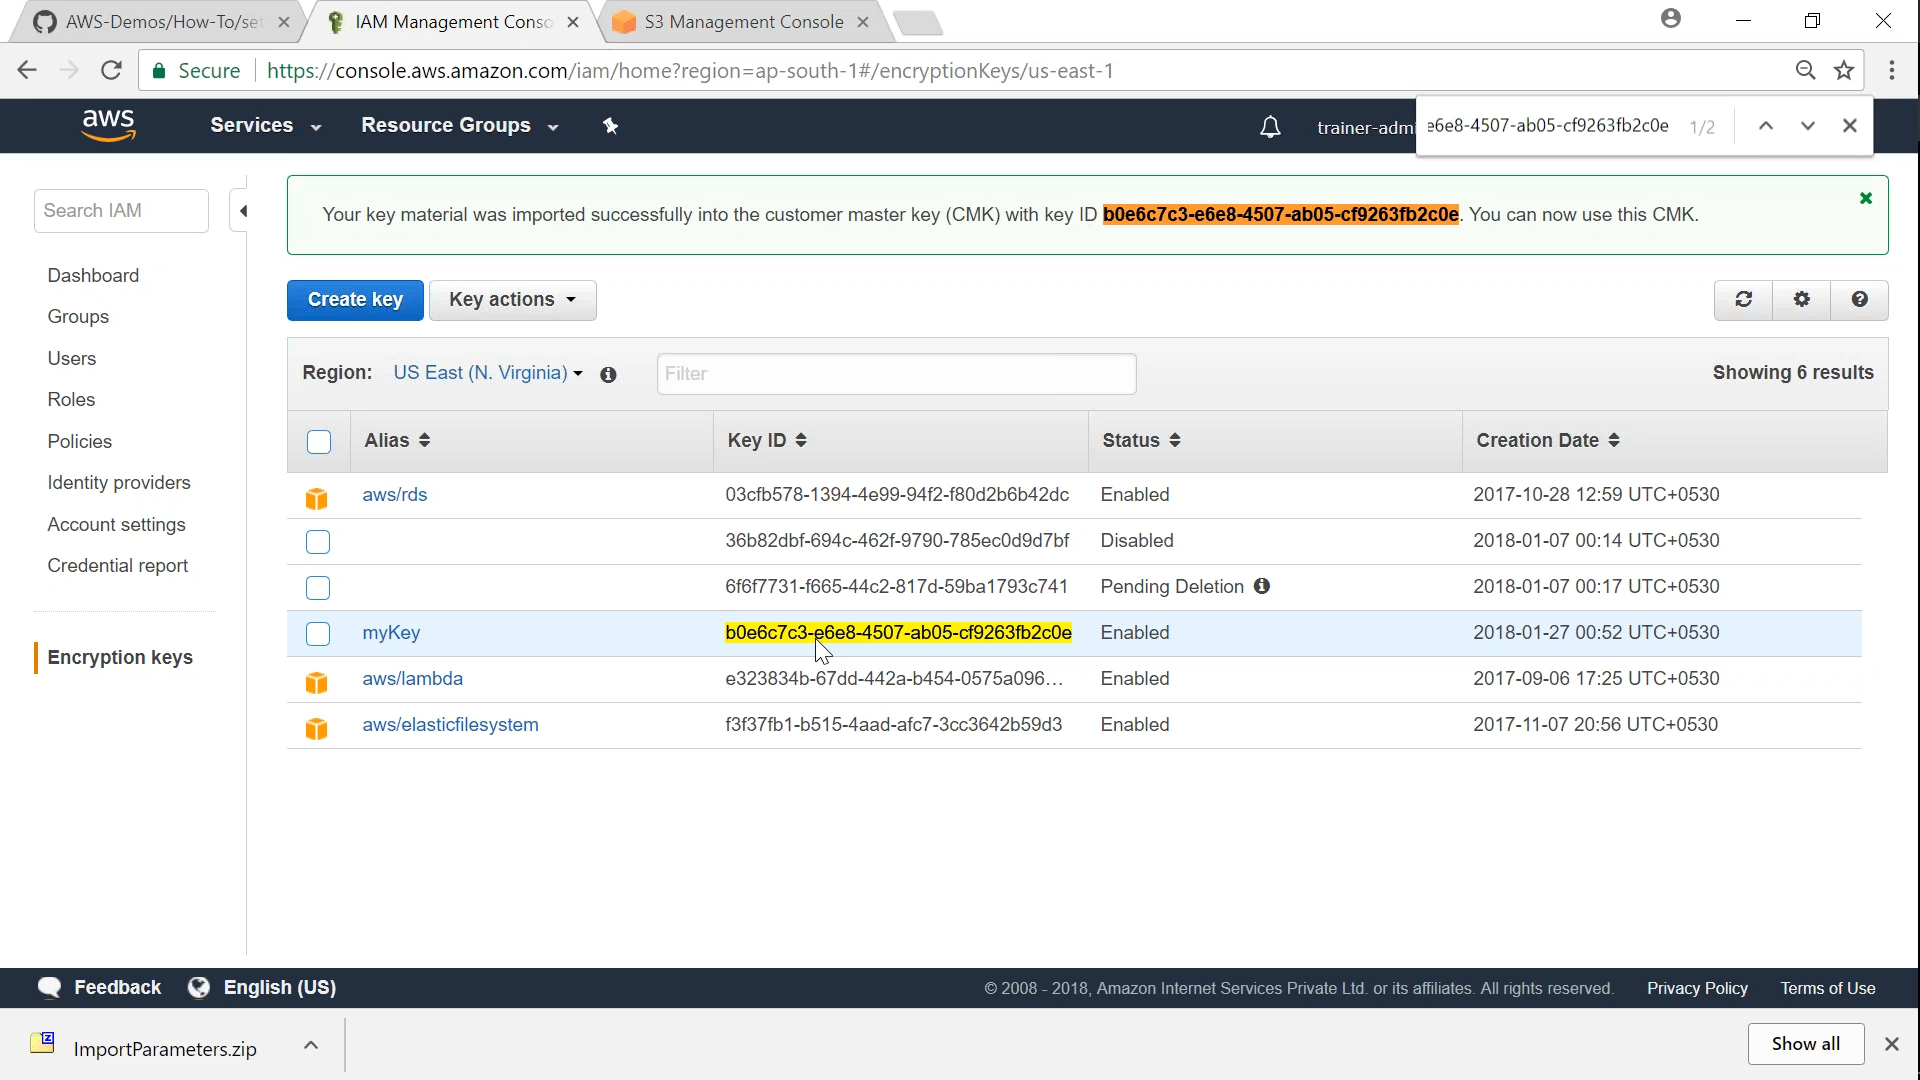 AWS-Demos/How-To/set
IAM Management Conso
S3 Management Console
Secure
https://console.aws.amazon.com/iam/home?region=ap-south-1#/encryptionKeys/us-east-1
aws
Services
Resource Groups
trainer-admi
e6e8-4507-ab05-cf9263fb2c0e 1/2
Search IAM
Dashboard
Groups
Users
Roles
Policies
Identity providers
Account settings
Credential report
Encryption keys
Your key material was imported successfully into the customer master key (CMK) with key ID b0e6c7c3-e6e8-4507-ab05-cf9263fb2c0e. You can now use this CMK.
Create key
Key actions
Region: US East (N. Virginia)
Filter
Showing 6 results
Alias Key ID Status Creation Date
aws/rds 03cfb578-1394-4e99-94f2-f80d2b6b42dc Enabled 2017-10-28 12:59 UTC+0530
36b82dbf-694c-462f-9790-785ec0d9d7bf Disabled 2018-01-07 00:14 UTC+0530
6f6f7731-f665-44c2-817d-59ba1793c741 Pending Deletion 2018-01-07 00:17 UTC+0530
myKey b0e6c7c3-e6e8-4507-ab05-cf9263fb2c0e Enabled 2018-01-27 00:52 UTC+0530
aws/lambda e323834b-67dd-442a-b454-0575a096... Enabled 2017-09-06 17:25 UTC+0530
aws/elasticfilesystem f3f37fb1-b515-4aad-afc7-3cc3642b59d3 Enabled 2017-11-07 20:56 UTC+0530
Feedback
English (US)
© 2008 - 2018, Amazon Internet Services Private Ltd. or its affiliates. All rights reserved.
Privacy Policy
Terms of Use
ImportParameters.zip
Show all